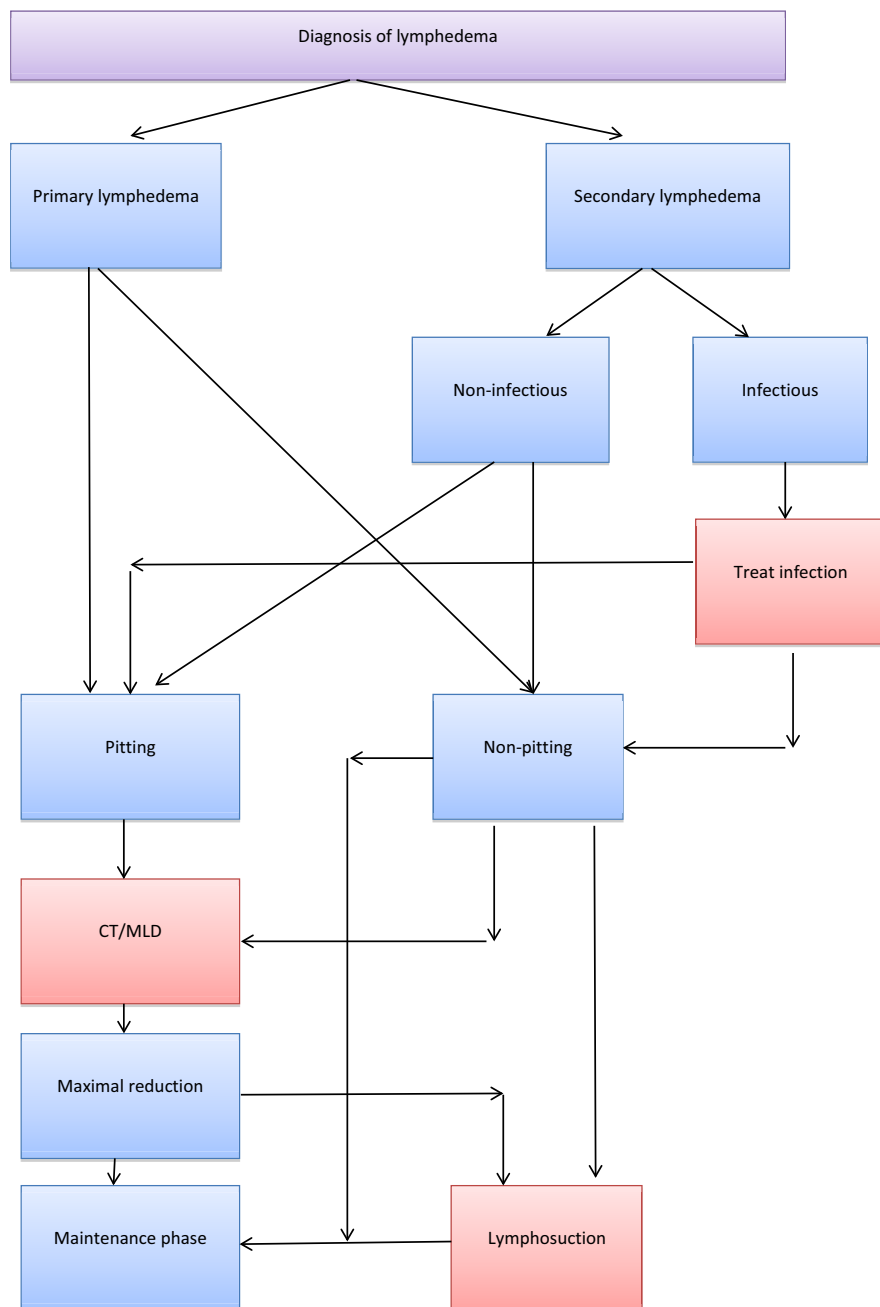 Diagnosis of lymphedema
Primary lymphedema
Secondary lymphedema
Non-infectious
Infectious
Treat infection
Pitting
Non-pitting
CT/MLD
Maximal reduction
Maintenance phase
Lymphosuction